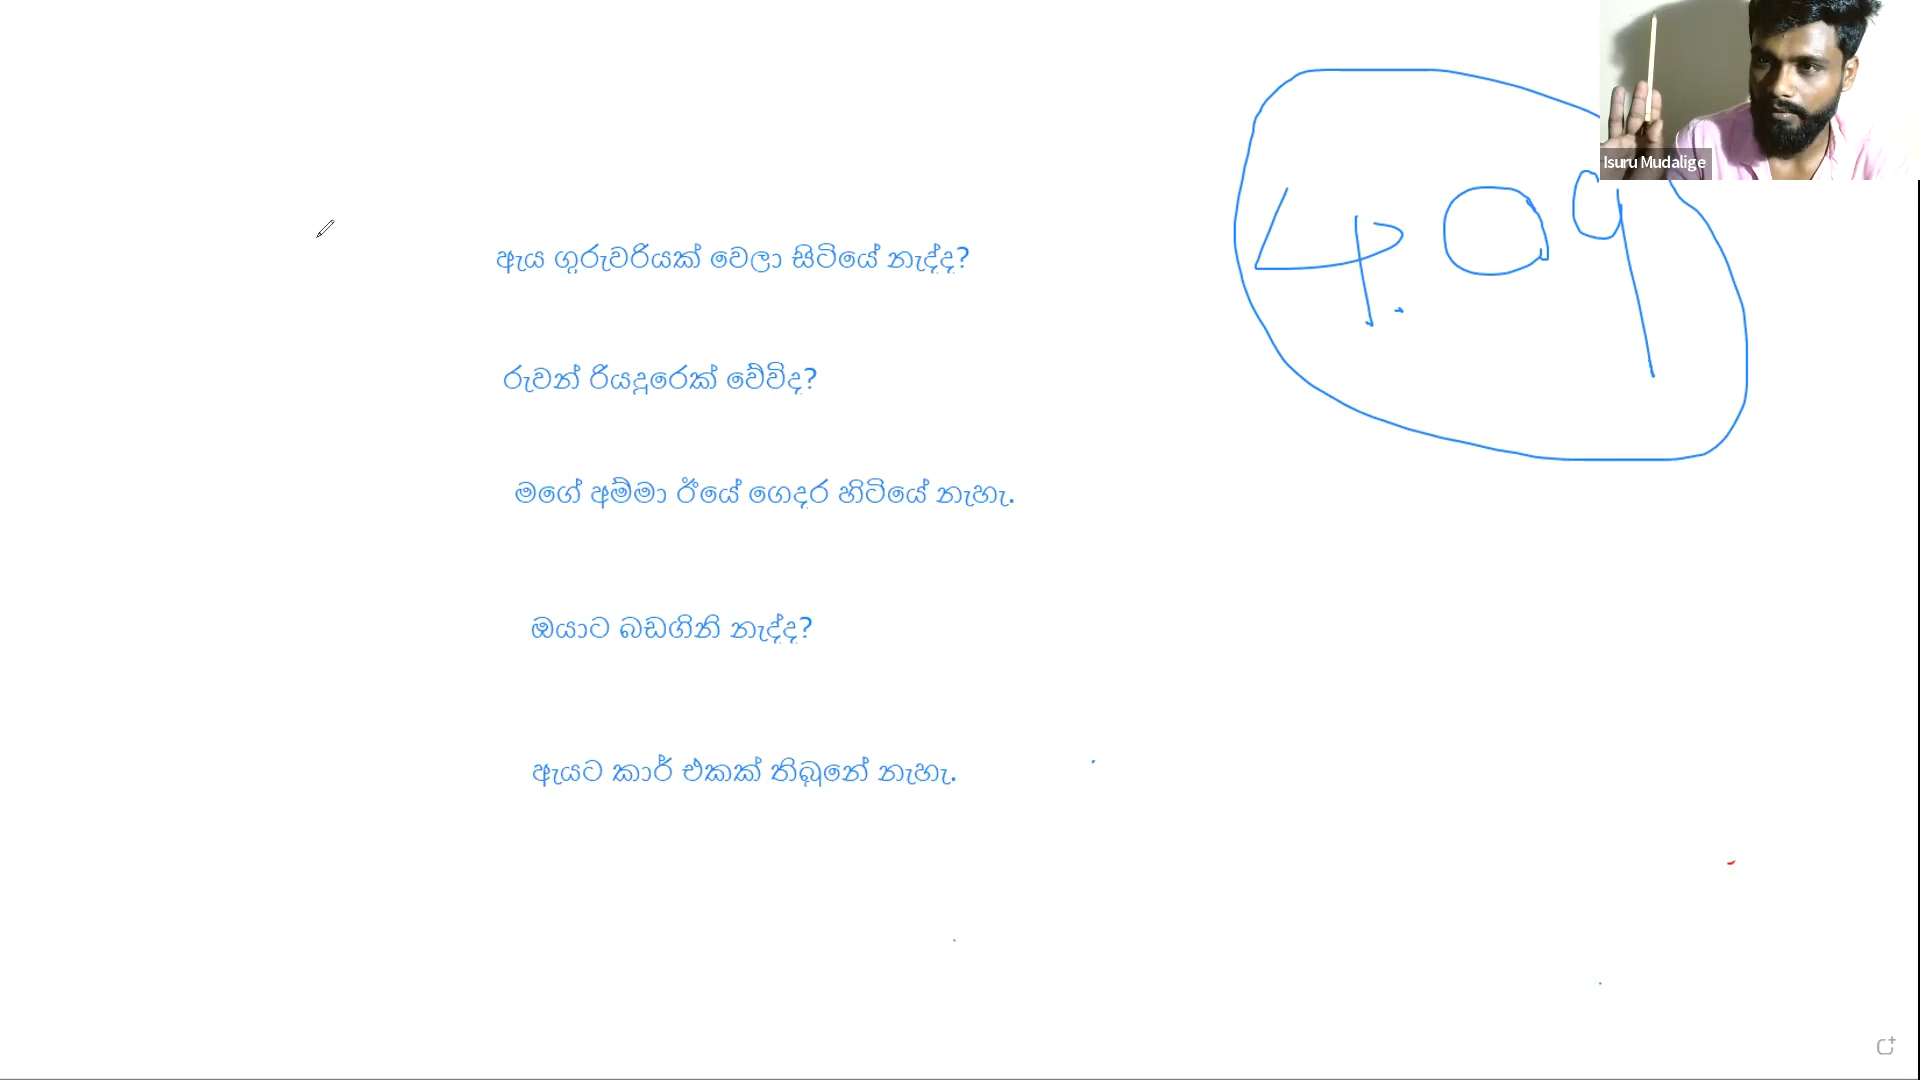 Isuru Mudalige
4.09
ඇය ගුරුවරියක් වෙලා සිටියේ නැද්ද?
රුවන් රියදුරෙක් වේවිද?
මගේ අම්මා ඊයේ ගෙදර හිටියේ නැහැ.
ඔයාට බඩගිනි නැද්ද?
ඇයට කාර් එකක් තිබුනේ නැහැ.